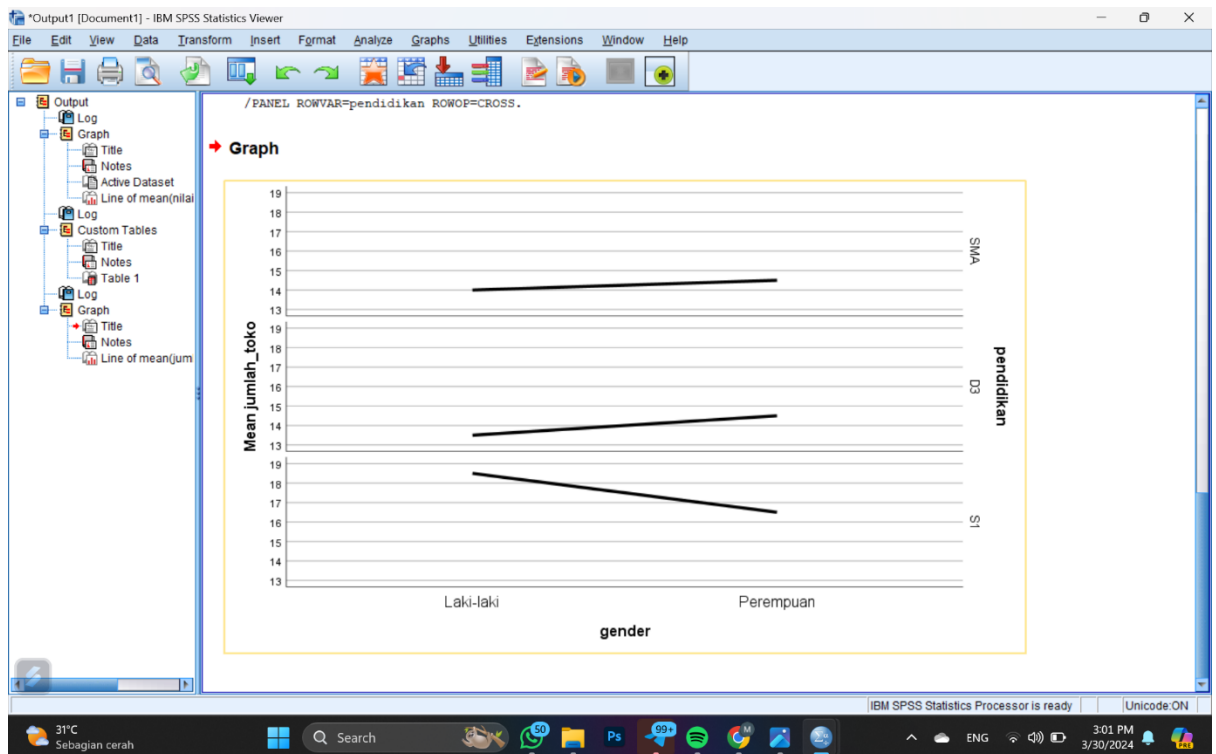 *Output1 [Document1] - IBM SPSS Statistics Viewer
File Edit View Data Transform Insert Format Analyze Graphs Utilities Extensions Window Help
Output
Log
Graph
Title
Notes
Active Dataset
Line of mean(nilai
Log
Custom Tables
Title
Notes
Table 1
Log
Graph
Title
Notes
Line of mean(jum
/PANEL ROWVAR=pendidikan ROWOP=CROSS.
Graph
Mean jumlah_toko
19
18
17
16
15
14
13
SMA
19
18
17
16
15
14
13
D3
19
18
17
16
15
14
13
S1
pendidikan
Laki-laki Perempuan
gender
IBM SPSS Statistics Processor is ready Unicode:ON
31°C
Sebagian cerah
Search
50
Ps
99+
M
ENG
3:01 PM
3/30/2024
PRE